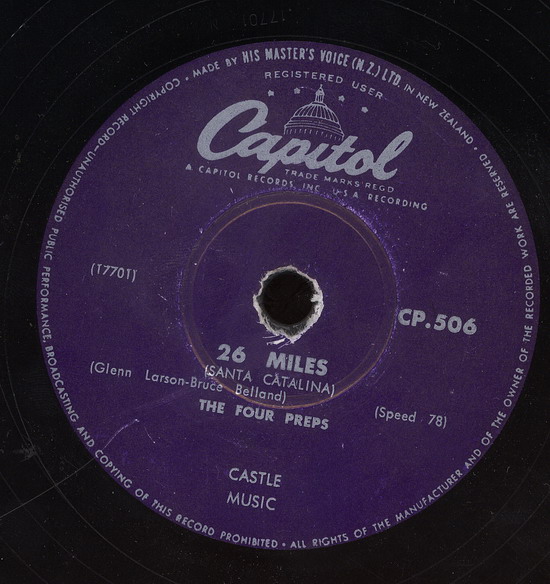 17701
• MADE BY HIS MASTER'S VOICE (N.Z.) LTD. IN NEW ZEALAND •
REGISTERED USER
Capitol
TRADE MARKS REGD
A CAPITOL RECORDS INC. U·S·A RECORDING
(17701)
CP.506
26 MILES
(SANTA CATALINA)
(Glenn Larson-Bruce Belland)
THE FOUR PREPS
(Speed 78)
CASTLE
MUSIC
COPYRIGHT RECORD—UNAUTHORISED PUBLIC PERFORMANCE, BROADCASTING AND COPYING OF THIS RECORD PROHIBITED • ALL RIGHTS OF THE MANUFACTURER AND OF THE OWNER OF THE RECORDED WORK ARE RESERVED •